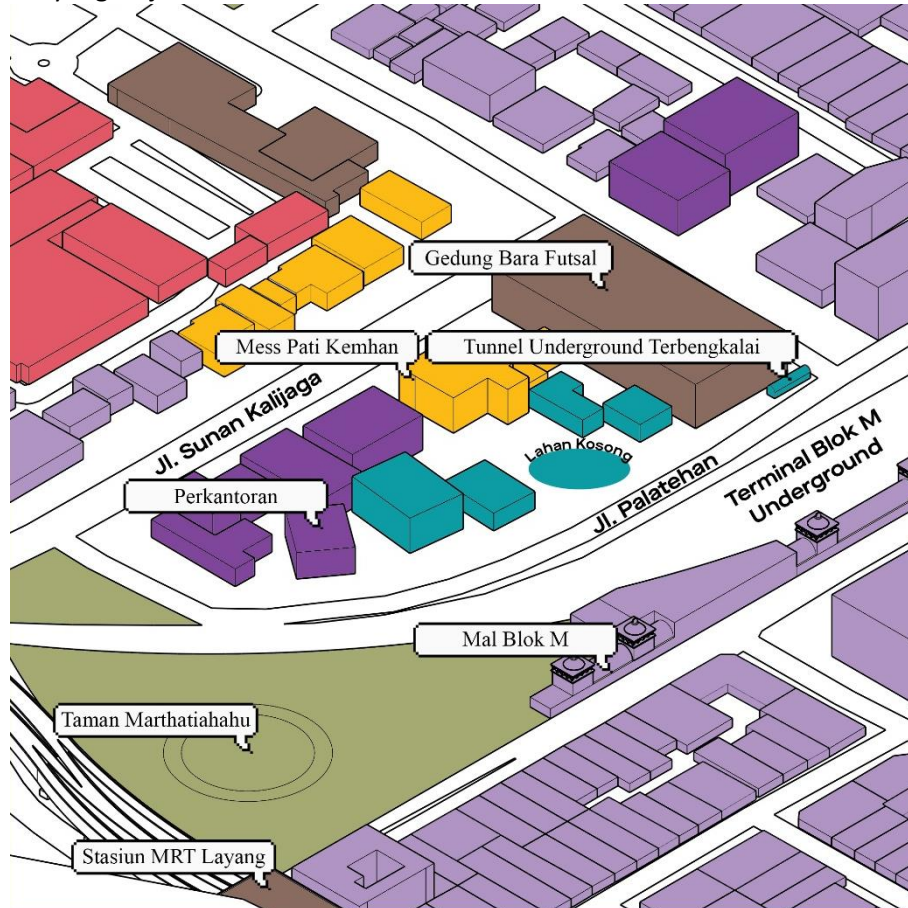 Gedung Bara Futsal
Mess Pati Kemhan
Tunnel Underground Terbengkalai
Jl. Sunan Kalijaga
Lahan Kosong
Perkantoran
Jl. Palatehan
Terminal Blok M
Underground
Mal Blok M
Taman Marthatiahahu
Stasiun MRT Layang